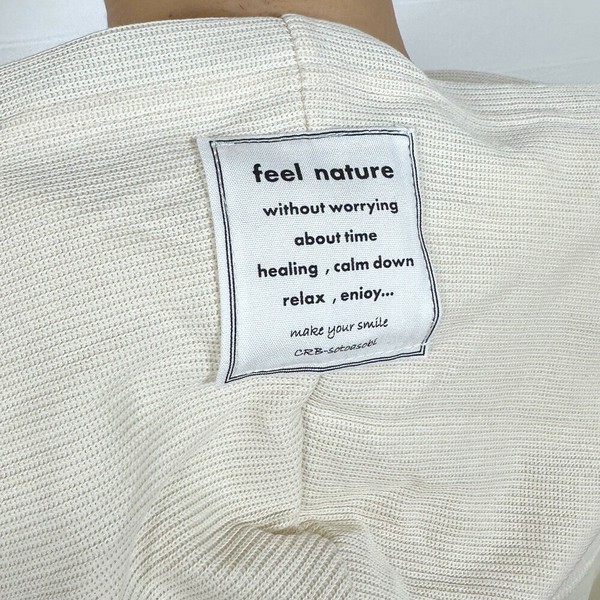 feel nature
without worrying
about time
healing , calm down
relax , enioy...
make your smile
CRB-sotoasobi